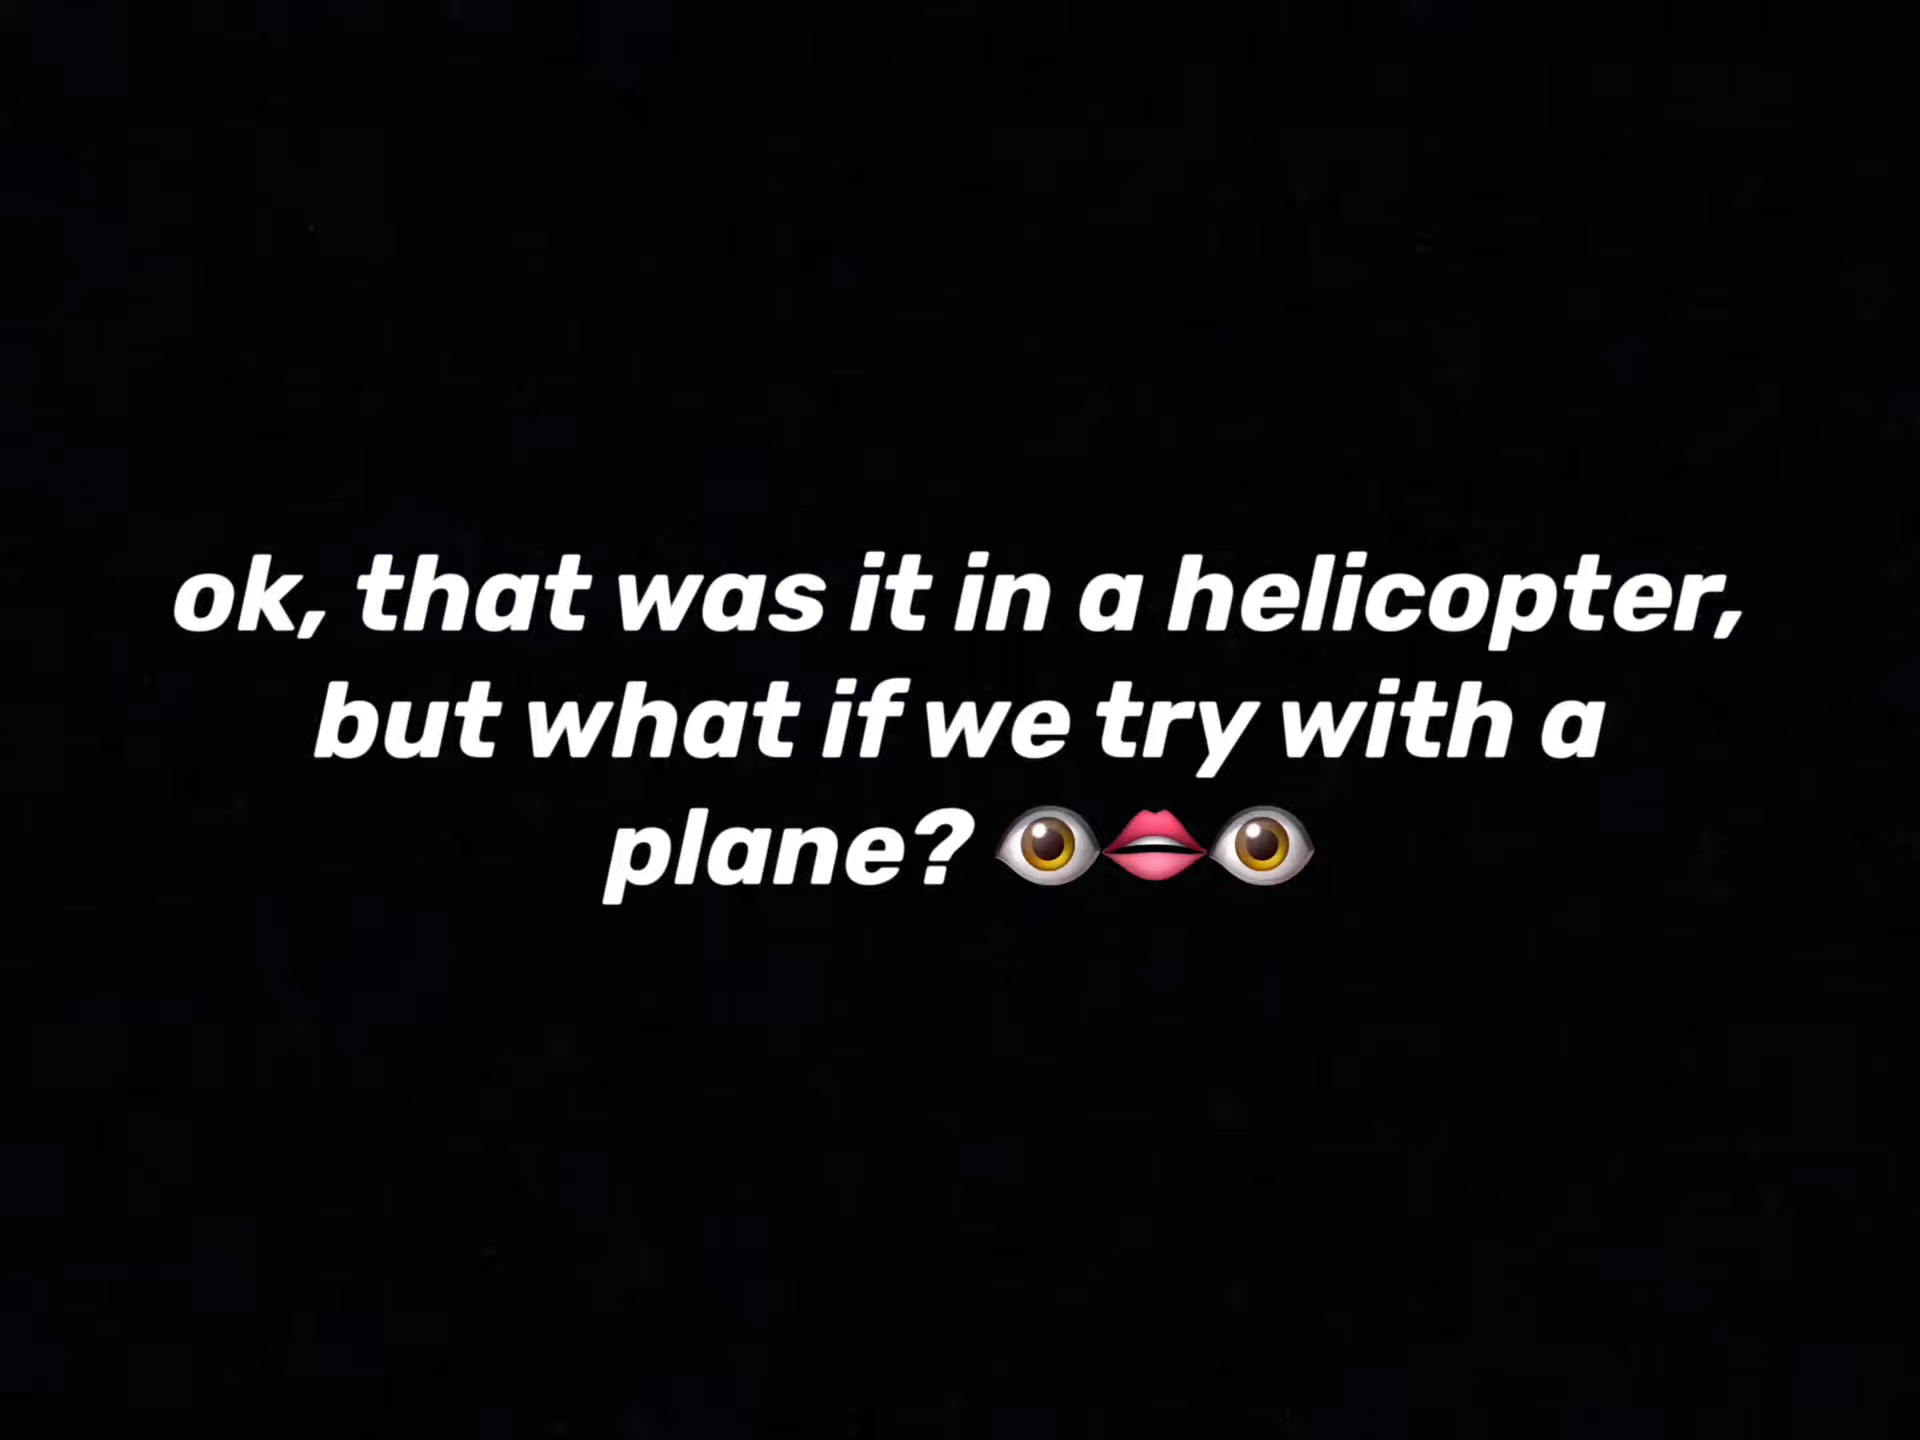 ok, that was it in a helicopter,
but what if we try with a
plane? 👁👄👁